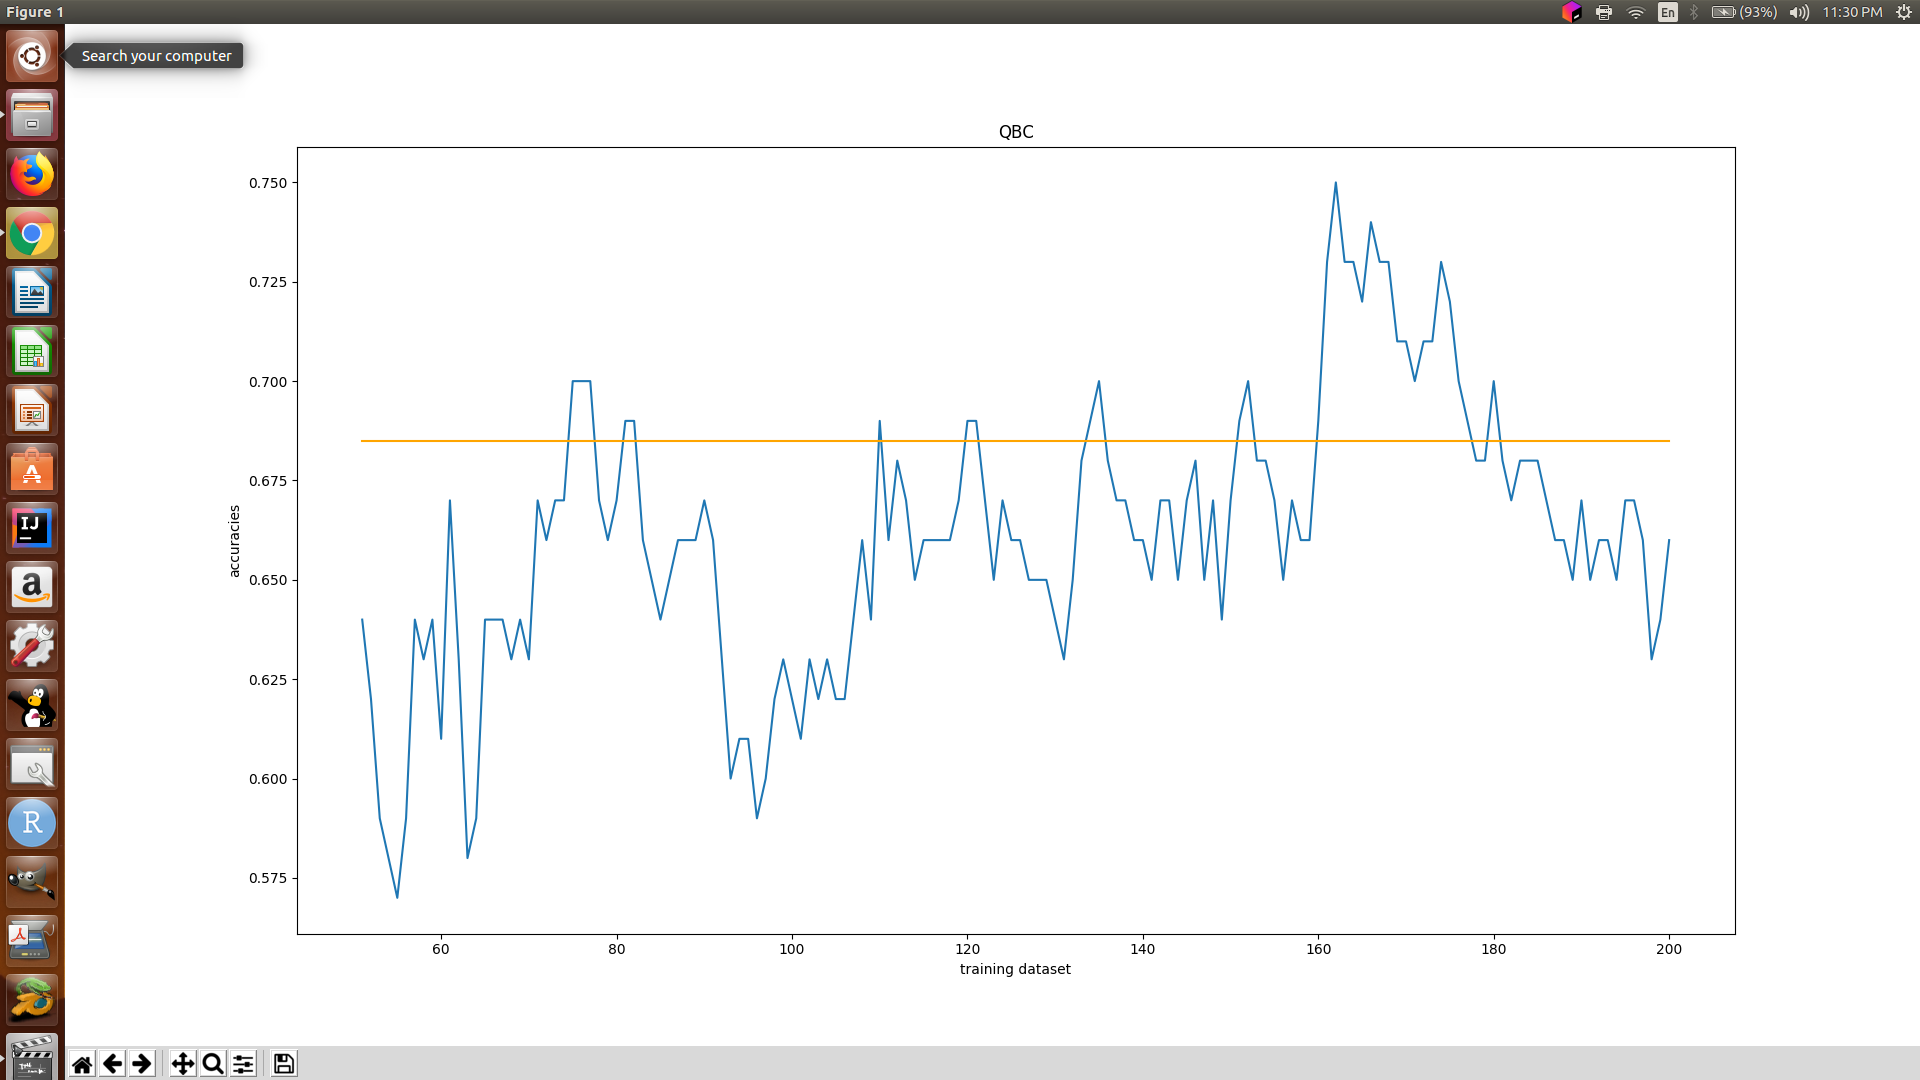 Figure 1
En
(93%)
11:30 PM
Search your computer
QBC
0.750
0.725
0.700
0.675
0.650
0.625
0.600
0.575
accuracies
60 80 100 120 140 160 180 200
training dataset
A
IJ
a
R